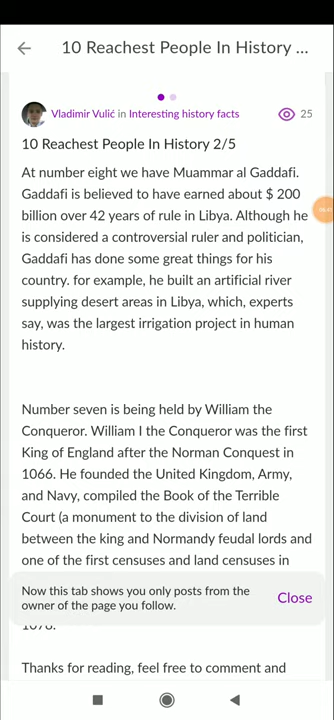 10 Reachest People In History ...
Vladimir Vulić in Interesting history facts
25
10 Reachest People In History 2/5
At number eight we have Muammar al Gaddafi.
Gaddafi is believed to have earned about $ 200
billion over 42 years of rule in Libya. Although he
is considered a controversial ruler and politician,
Gaddafi has done some great things for his
country. for example, he built an artificial river
supplying desert areas in Libya, which, experts
say, was the largest irrigation project in human
history.
Number seven is being held by William the
Conqueror. William I the Conqueror was the first
King of England after the Norman Conquest in
1066. He founded the United Kingdom, Army,
and Navy, compiled the Book of the Terrible
Court (a monument to the division of land
between the king and Normandy feudal lords and
one of the first censuses and land censuses in
Now this tab shows you only posts from the
owner of the page you follow.
Close
1078.
Thanks for reading, feel free to comment and